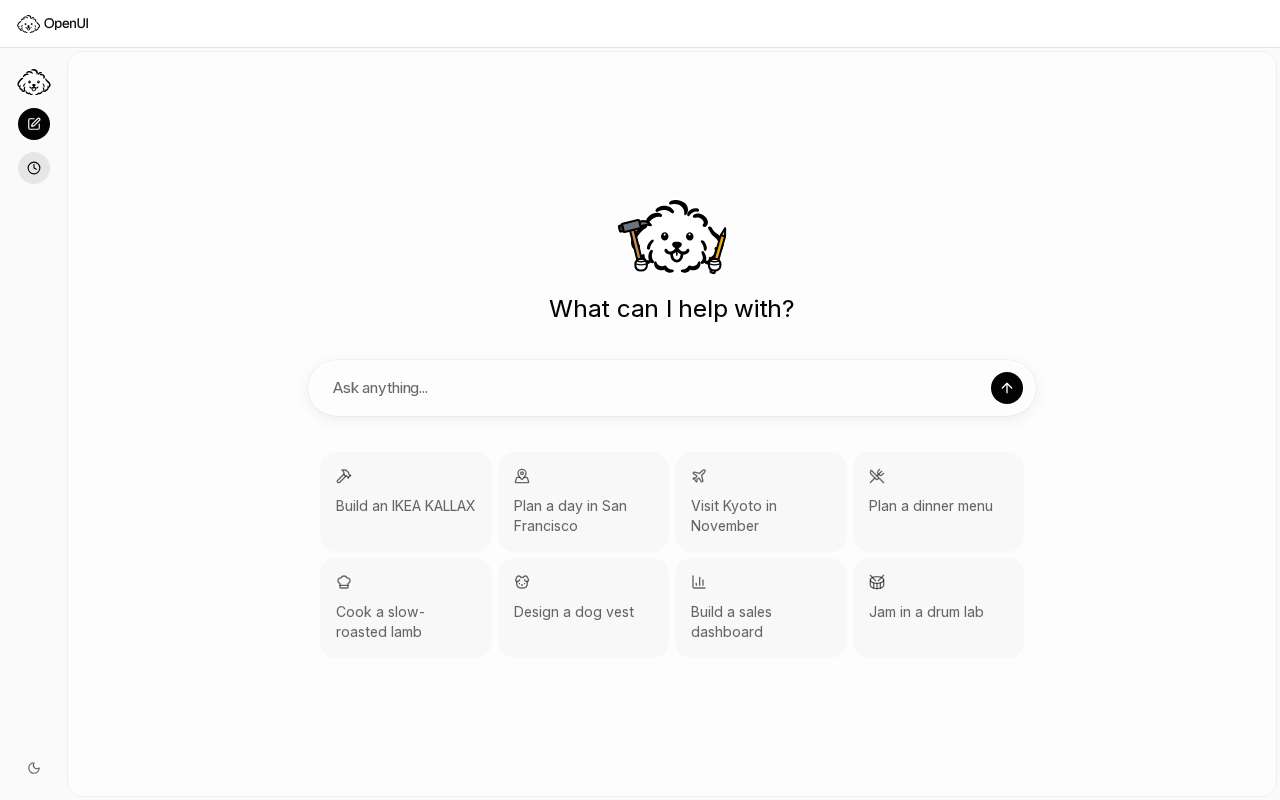 OpenUI
What can I help with?
Ask anything...
Build an IKEA KALLAX
Plan a day in San
Francisco
Visit Kyoto in
November
Plan a dinner menu
Cook a slow-
roasted lamb
Design a dog vest
Build a sales
dashboard
Jam in a drum lab